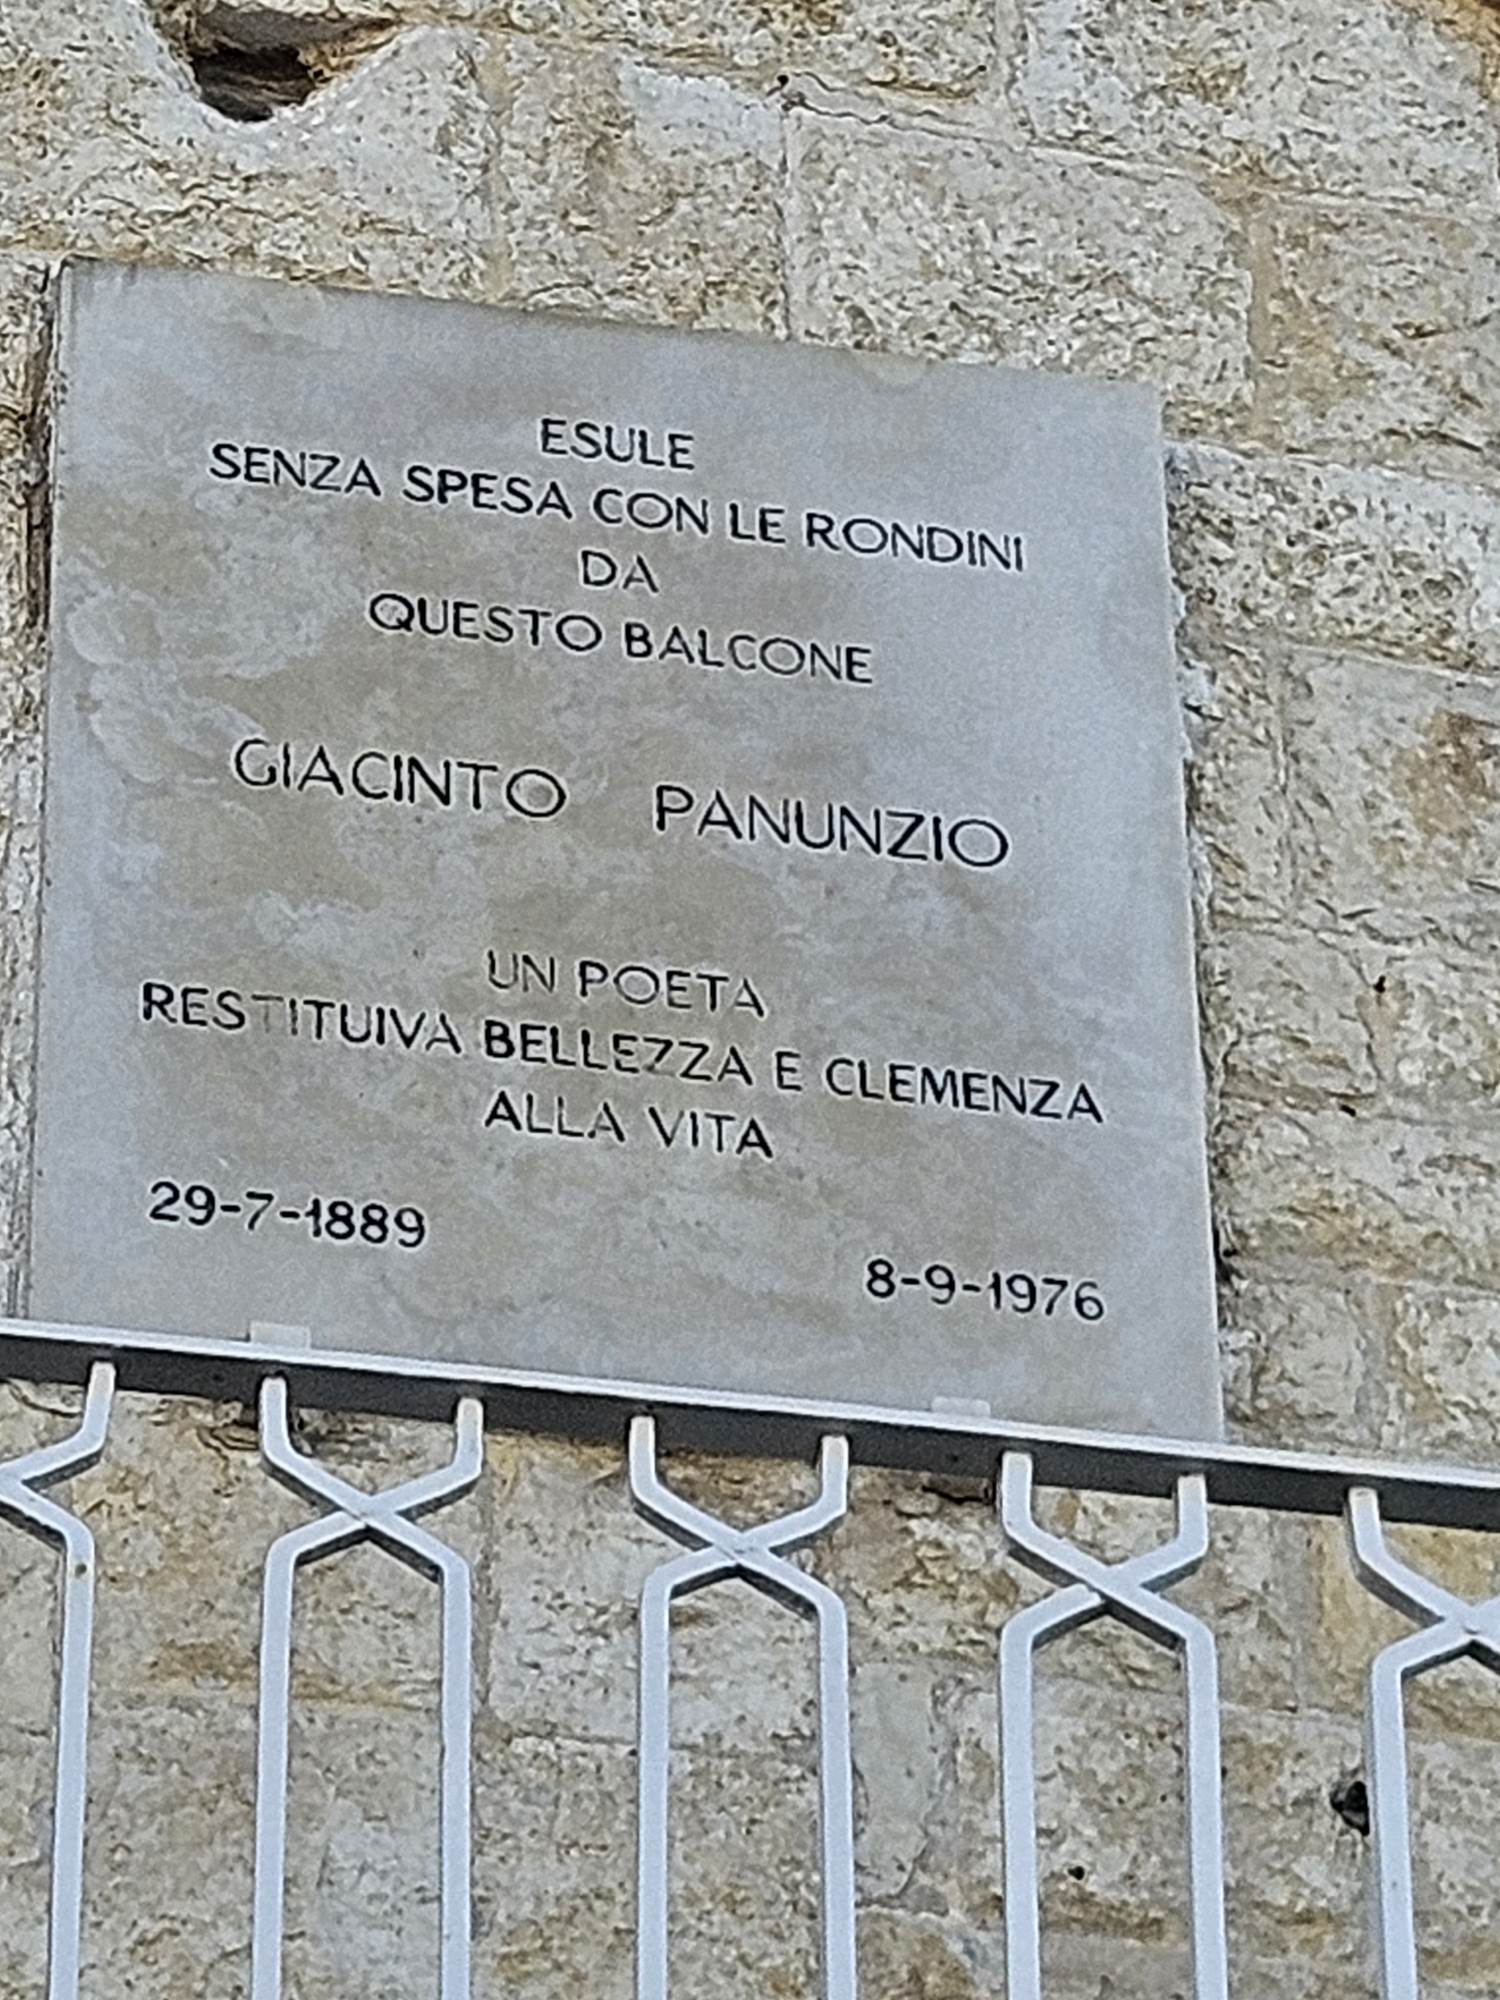 ESULE
SENZA SPESA CON LE RONDINI
DA
QUESTO BALCONE
GIACINTO PANUNZIO
UN POETA
RESTITUIVA BELLEZZA E CLEMENZA
ALLA VITA
29-7-1889
8-9-1976